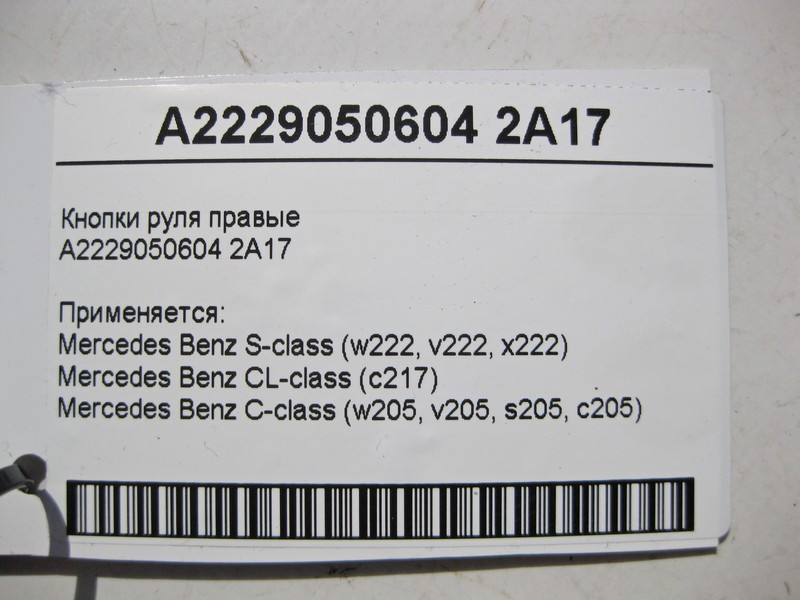 A2229050604 2A17
Кнопки руля правые
A2229050604 2A17
Применяется:
Mercedes Benz S-class (w222, v222, x222)
Mercedes Benz CL-class (c217)
Mercedes Benz C-class (w205, v205, s205, c205)